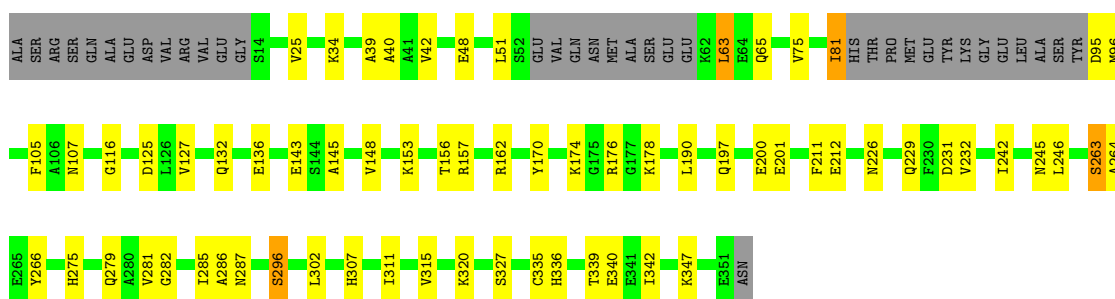 ALA SER ARG SER GLN ALA GLU ASP VAL ARG VAL GLU GLY S14 V25 K34 A39 A40 A41 V42 E48 L51 S52 GLU VAL GLN ASN MET ALA SER GLU GLU K62 L63 E64 Q65 V75 I81 HIS THR PRO MET GLU TYR LYS GLY GLU LEU ALA SER TYR D95 M96
F105 A106 N107 G116 D125 L126 V127 Q132 E136 E143 S144 A145 V148 K153 T156 R157 R162 Y170 K174 G175 R176 G177 K178 L190 Q197 E200 E201 F211 E212 N226 Q229 F230 D231 V232 I242 N245 L246 S263 A264
E265 Y266 H275 Q279 A280 V281 G282 I285 A286 N287 S296 L302 H307 I311 V315 K320 S327 C335 H336 T339 E340 E341 I342 K347 E351 ASN